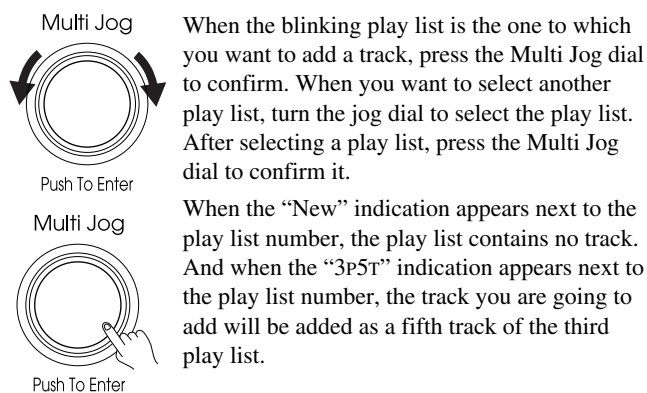 Multi Jog
Push To Enter
Multi Jog
Push To Enter
When the blinking play list is the one to which
you want to add a track, press the Multi Jog dial
to confirm. When you want to select another
play list, turn the jog dial to select the play list.
After selecting a play list, press the Multi Jog
dial to confirm it.
When the “New” indication appears next to the
play list number, the play list contains no track.
And when the “3P5T” indication appears next to
the play list number, the track you are going to
add will be added as a fifth track of the third
play list.